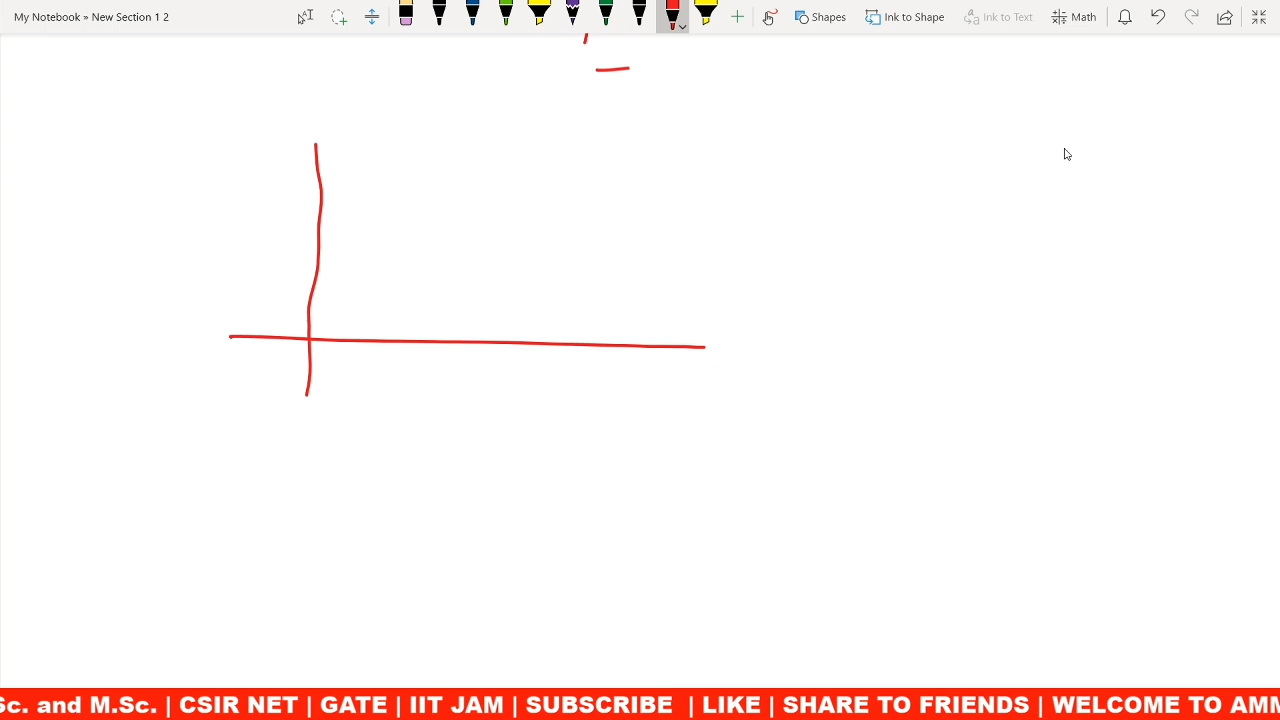 My Notebook » New Section 1 2 Shapes Ink to Shape Ink to Text Math
Sc. and M.Sc. | CSIR NET | GATE | IIT JAM | SUBSCRIBE | LIKE | SHARE TO FRIENDS | WELCOME TO AMM